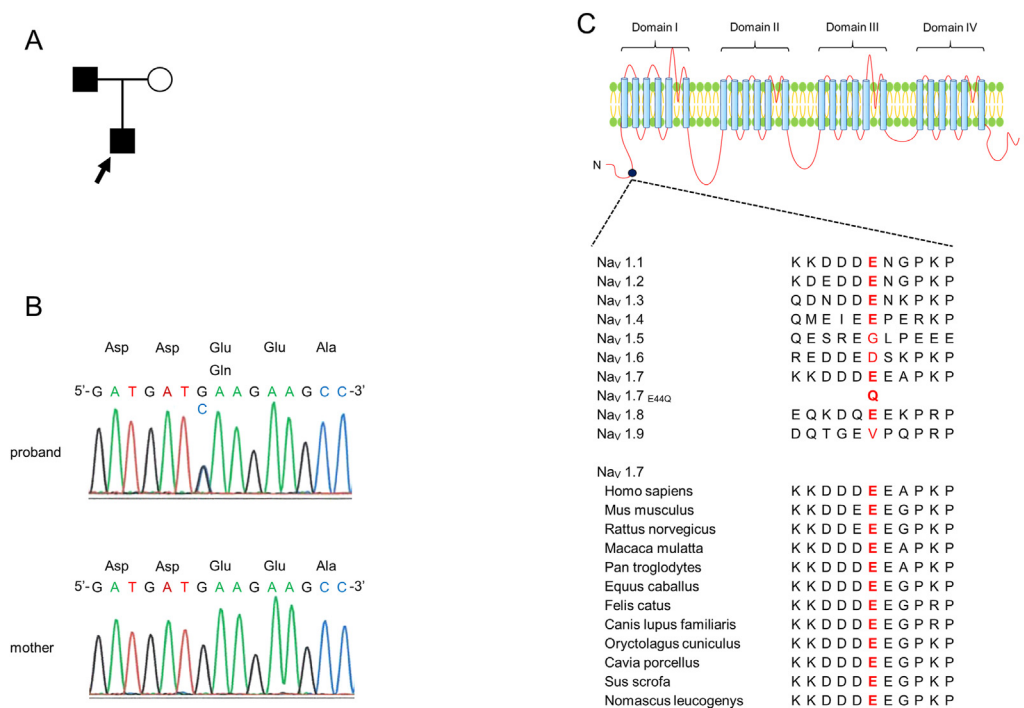 A
B
Asp Asp Glu Glu Ala
Gln
5'-G A T G A T G A A G A A G C C-3'
C
proband
Asp Asp Glu Glu Ala
5'-G A T G A T G A A G A A G C C-3'
mother
C
Domain I Domain II Domain III Domain IV
N
NaV 1.1 K K D D D E N G P K P
NaV 1.2 K D E D D E N G P K P
NaV 1.3 Q D N D D E N K P K P
NaV 1.4 Q M E I E E P E R K P
NaV 1.5 Q E S R E G L P E E E
NaV 1.6 R E D D E D S K P K P
NaV 1.7 K K D D D E E A P K P
NaV 1.7 E44Q Q
NaV 1.8 E Q K D Q E E K P R P
NaV 1.9 D Q T G E V P Q P R P
NaV 1.7
Homo sapiens K K D D D E E A P K P
Mus musculus K K D D E E E G P K P
Rattus norvegicus K K D D D E E G P K P
Macaca mulatta K K D D D E E A P K P
Pan troglodytes K K D D D E E A P K P
Equus caballus K K D D D E E G P K P
Felis catus K K D D D E E G P R P
Canis lupus familiaris K K D D D E E G P R P
Oryctolagus cuniculus K K D D D E E G P K P
Cavia porcellus K K D D D E E G P K P
Sus scrofa K K D D D E E G P K P
Nomascus leucogenys K K D D D E E G P K P